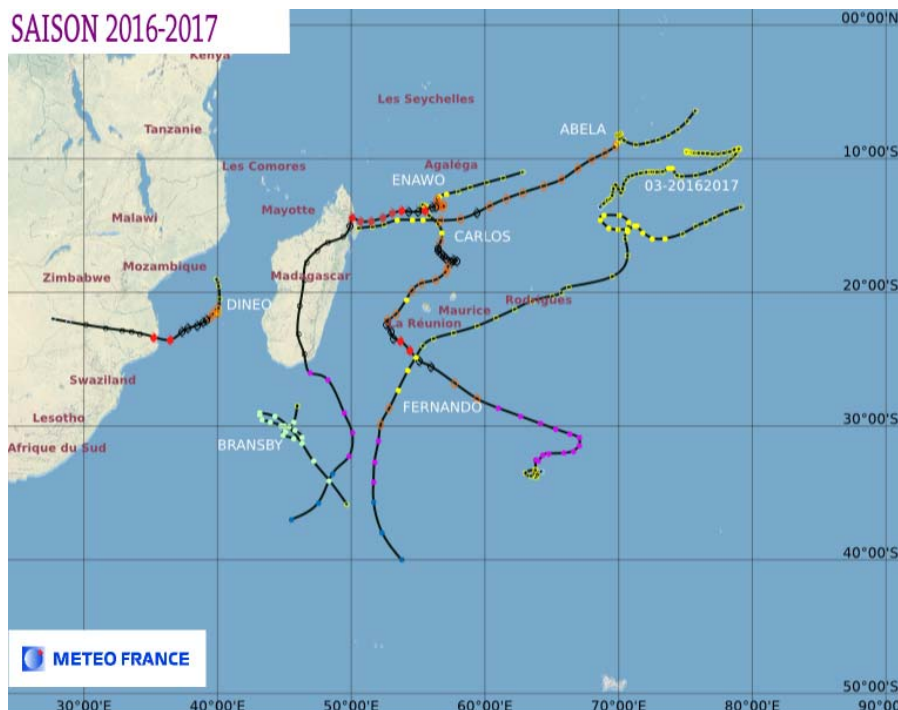 SAISON 2016-2017
00°00'S
Kenya
Les Seychelles
Tanzanie
ABELA
10°00'S
Les Comores
Agaléga
ENAWO
03-20162017
Mayotte
Malawi
CARLOS
Mozambique
Zimbabwe
Madagascar
20°00'S
DINEO
Rodrigues
Maurice
La Réunion
Swaziland
FERNANDO
Lesotho
30°00'S
BRANSBY
Afrique du Sud
40°00'S
METEO FRANCE
50°00'S
30°00'E 40°00'E 50°00'E 60°00'E 70°00'E 80°00'E 90°0